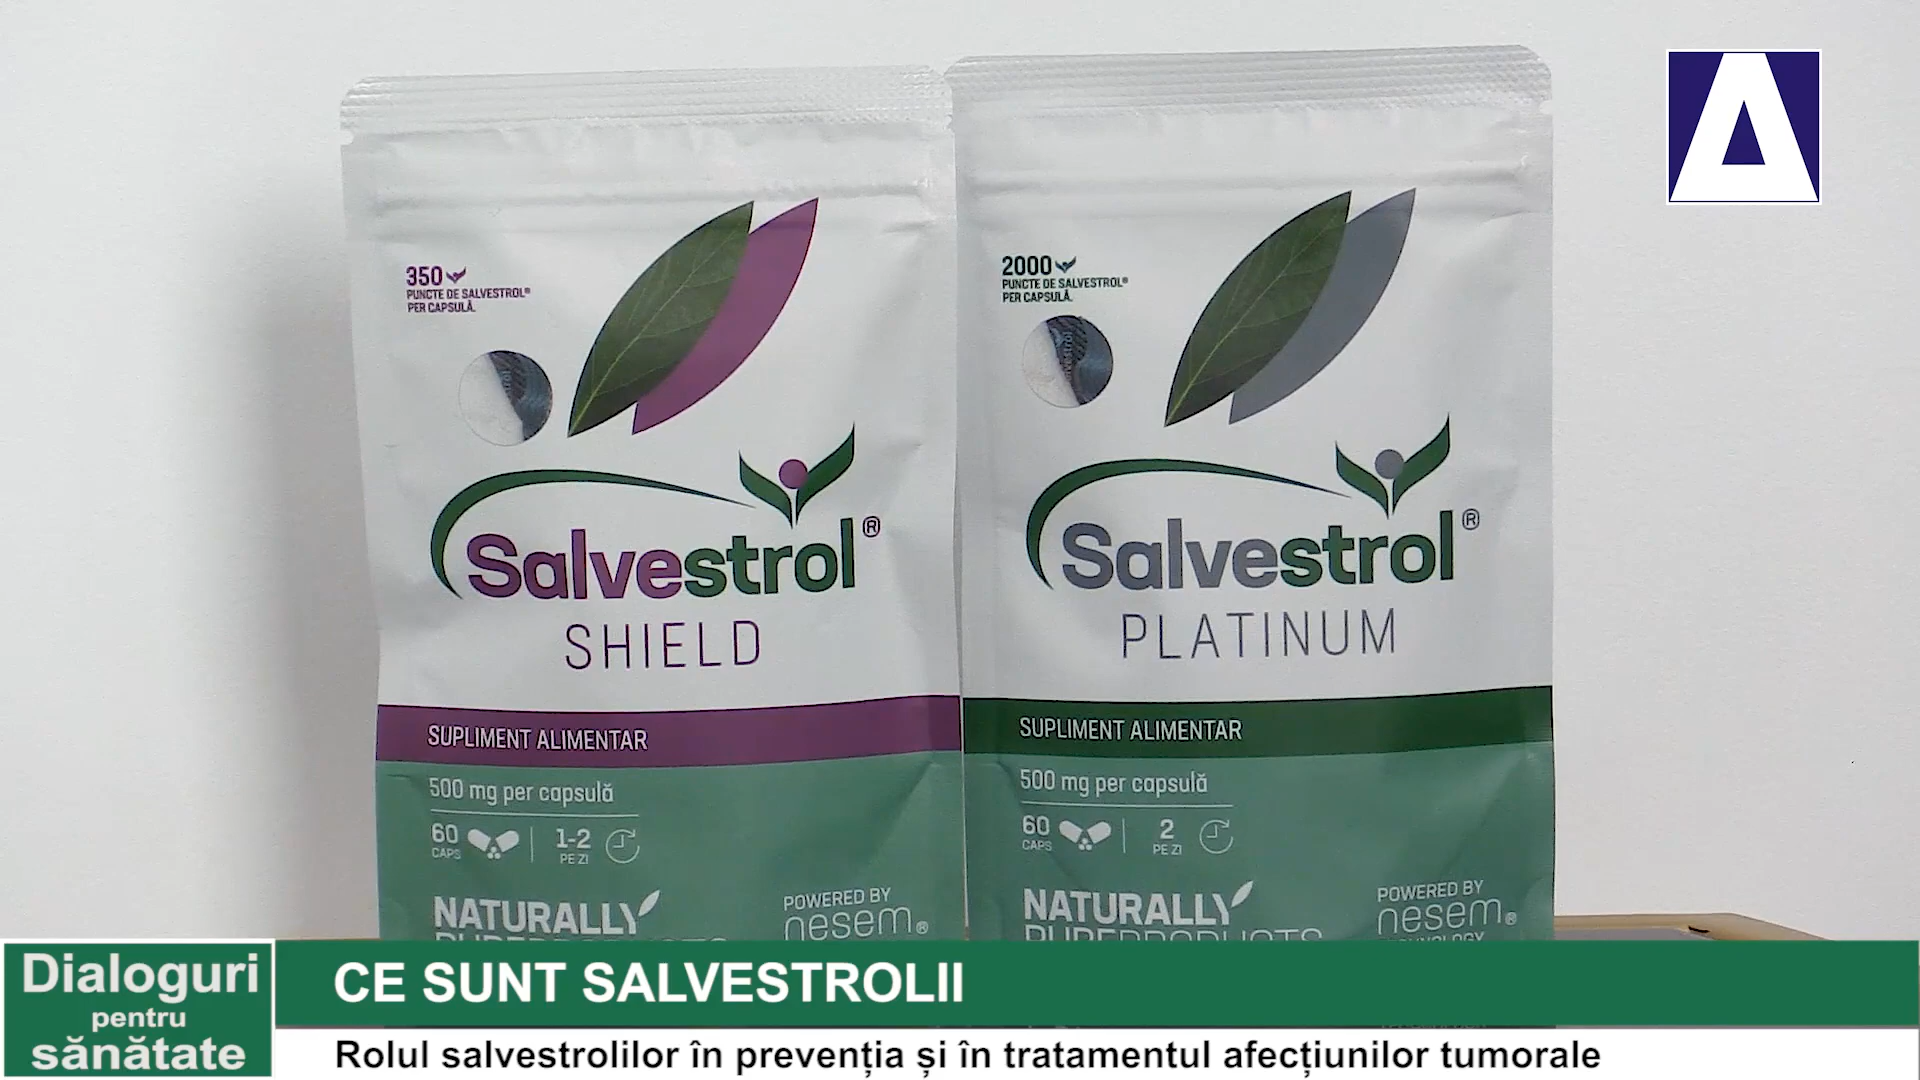 350
PUNCTE DE SALVESTROL®
PER CAPSULĂ.
Salvestrol®
SHIELD
SUPLIMENT ALIMENTAR
500 mg per capsulă
60
CAPS
1-2
PE ZI
NATURALLY
POWERED BY
nesem®
2000
PUNCTE DE SALVESTROL®
PER CAPSULĂ.
Salvestrol®
PLATINUM
SUPLIMENT ALIMENTAR
500 mg per capsulă
60
CAPS
2
PE ZI
NATURALLY
POWERED BY
nesem®
A
Dialoguri
pentru
sănătate
CE SUNT SALVESTROLII
Rolul salvestrolilor în prevenția și în tratamentul afecțiunilor tumorale